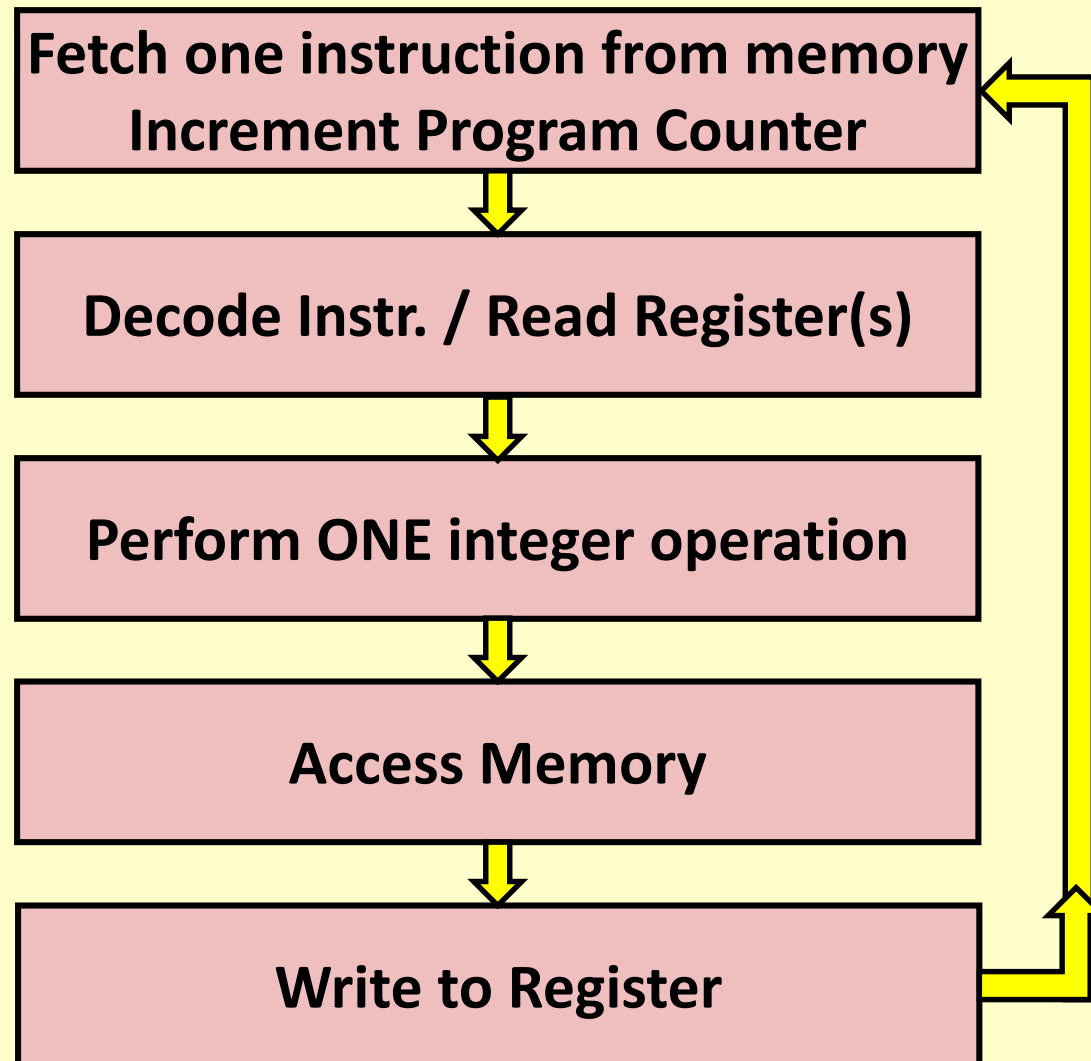 Fetch one instruction from memory
Increment Program Counter
Decode Instr. / Read Register(s)
Perform ONE integer operation
Access Memory
Write to Register